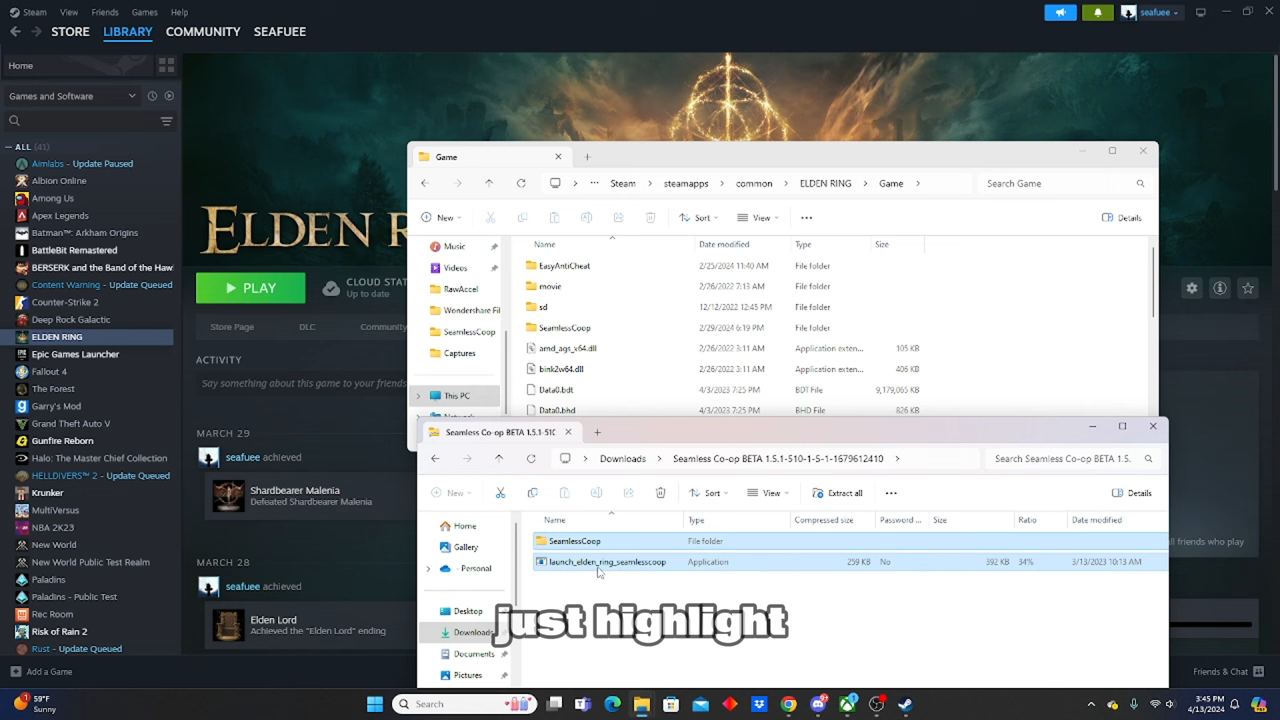 Steam View Friends Games Help
seafuee
STORE LIBRARY COMMUNITY SEAFUEE
Home
Games and Software
ALL (41)
Aimlabs - Update Paused
Albion Online
Among Us
Apex Legends
Batman™: Arkham Origins
BattleBit Remastered
BERSERK and the Band of the Hawk
Content Warning - Update Queued
Counter-Strike 2
Deep Rock Galactic
ELDEN RING
Epic Games Launcher
Fallout 4
The Forest
Garry's Mod
Grand Theft Auto V
Gunfire Reborn
Halo: The Master Chief Collection
HELLDIVERS™ 2 - Update Queued
Krunker
MultiVersus
NBA 2K23
New World
New World Public Test Realm
Paladins
Paladins - Public Test
Rec Room
Risk of Rain 2
Rust - Update Queued
Add a Game
ELDEN R
PLAY
CLOUD STAT
Up to date
Store Page DLC Community
ACTIVITY
Say something about this game to your friends
MARCH 29
seafuee achieved
Shardbearer Malenia
Defeated Shardbearer Malenia
MARCH 28
seafuee achieved
Elden Lord
Achieved the "Elden Lord" ending
all friends who play
Friends & Chat
Game
Steam steamapps common ELDEN RING Game
Search Game
New Sort View Details
Music
Videos
RawAccel
Wondershare Fil
SeamlessCoop
Captures
This PC
Network
Name Date modified Type Size
EasyAntiCheat 2/25/2024 11:40 AM File folder
movie 2/26/2022 7:13 AM File folder
sd 12/12/2022 12:45 PM File folder
SeamlessCoop 2/29/2024 6:19 PM File folder
amd_ags_x64.dll 2/26/2022 3:11 AM Application exten... 105 KB
bink2w64.dll 2/26/2022 3:11 AM Application exten... 406 KB
Data0.bdt 4/3/2023 7:25 PM BDT File 9,179,065 KB
Data0.bhd 4/3/2023 7:25 PM BHD File 826 KB
Seamless Co-op BETA 1.5.1-510
Downloads Seamless Co-op BETA 1.5.1-510-1-5-1-1679612410
Search Seamless Co-op BETA 1.5.
New Sort View Extract all Details
Home
Gallery
- Personal
Desktop
Downloads
Documents
Pictures
Name Type Compressed size Password ... Size Ratio Date modified
SeamlessCoop File folder
launch_elden_ring_seamlesscoop Application 259 KB No 392 KB 34% 3/13/2023 10:13 AM
just highlight
59°F
Sunny
Search
3:45 PM
4/13/2024